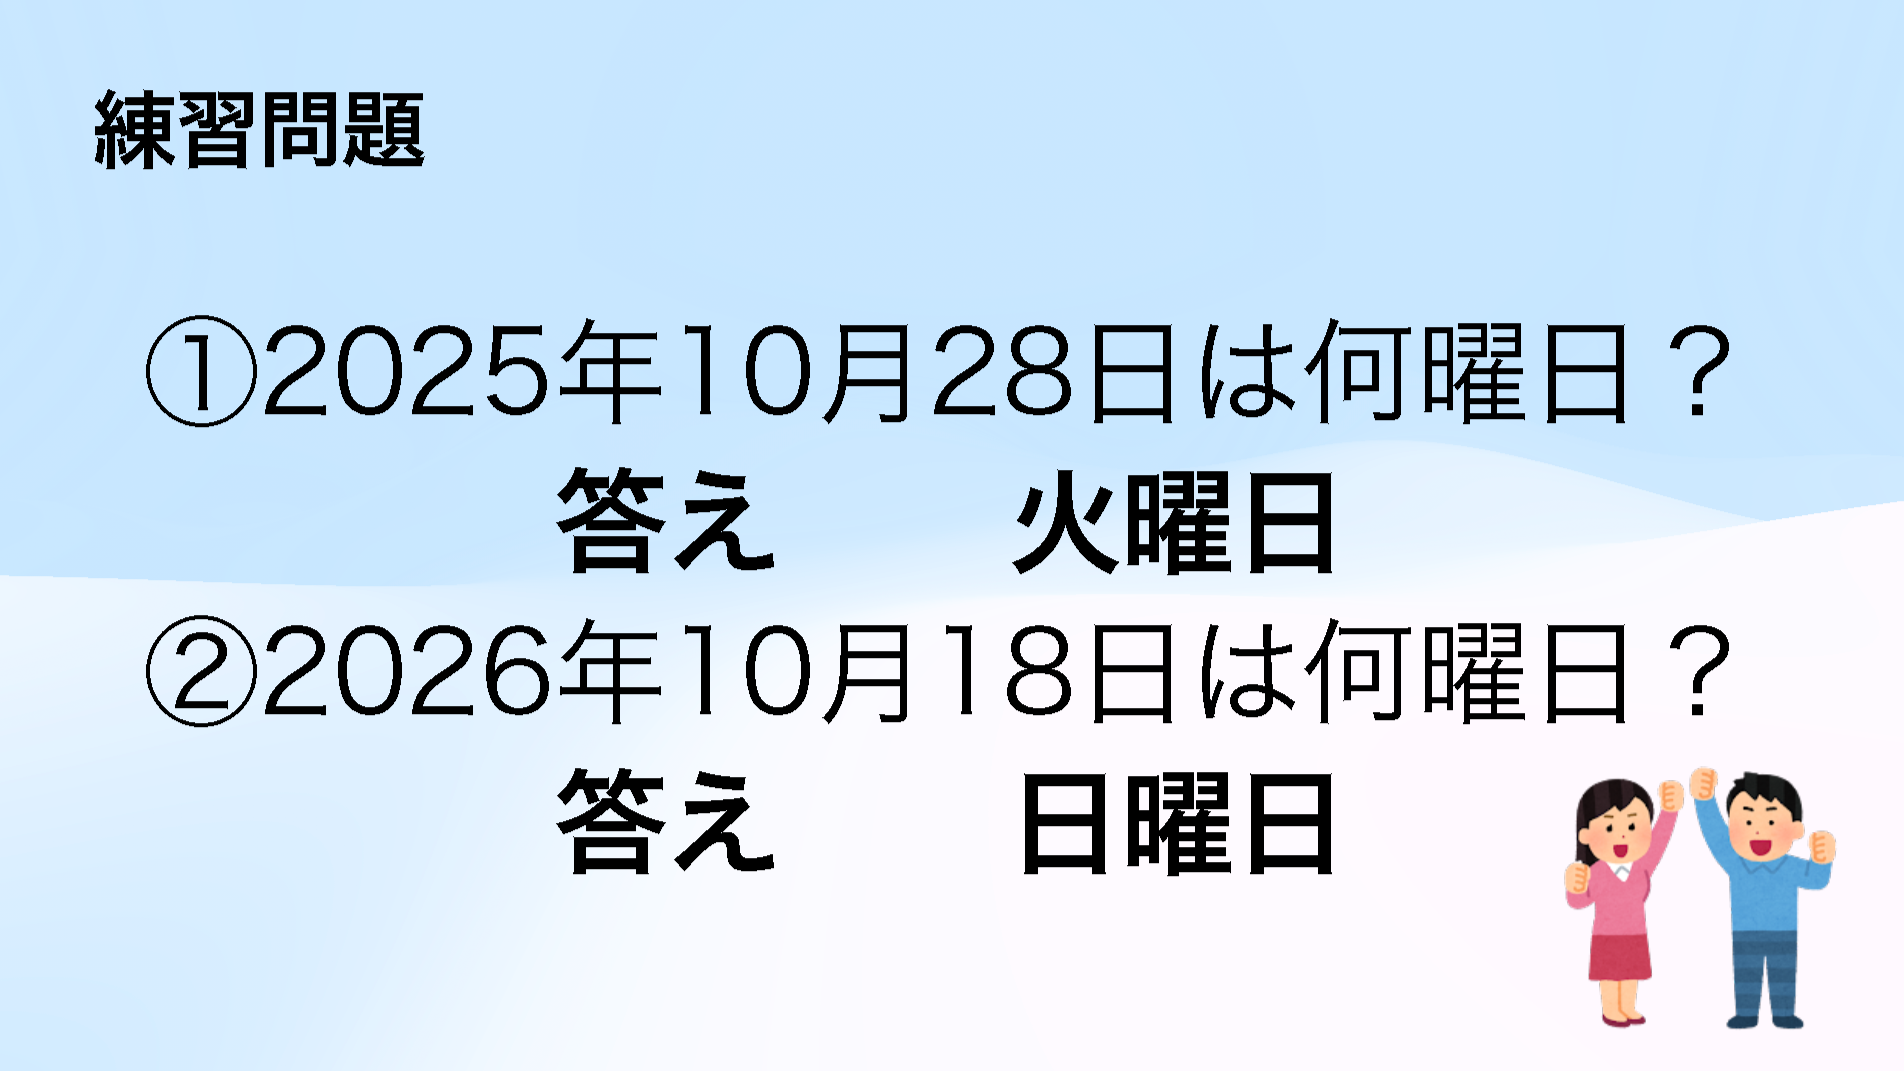 練習問題
①2025年10月28日は何曜日？
答え　　火曜日
②2026年10月18日は何曜日？
答え　　日曜日